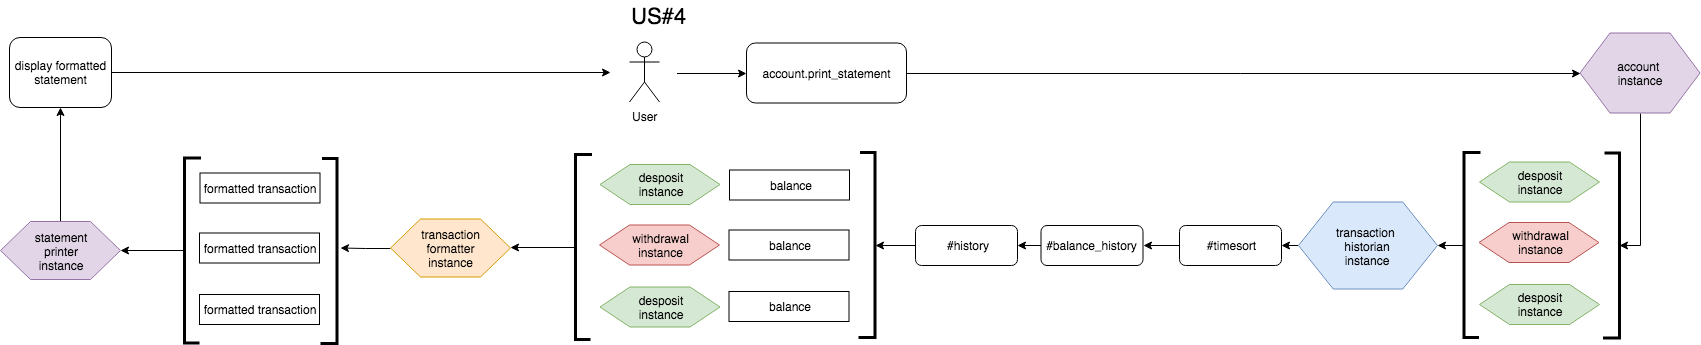 US#4
display formatted
statement
User
account.print_statement
account
instance
desposit
instance
withdrawal
instance
desposit
instance
transaction
historian
instance
#timesort
#balance_history
#history
desposit
instance
balance
withdrawal
instance
balance
desposit
instance
balance
transaction
formatter
instance
formatted transaction
formatted transaction
formatted transaction
statement
printer
instance